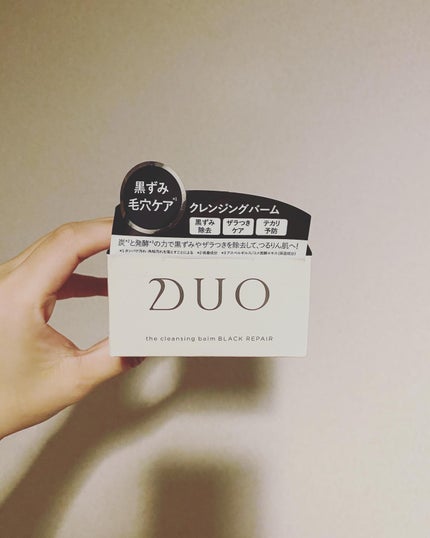 黒ずみ
毛穴ケア*1
クレンジングバーム
黒ずみ 除去
ザラつき ケア
テカリ 予防
炭*2と発酵*3の力で黒ずみやザラつきを除去して、つるりん肌へ!
DUO
the cleansing balm BLACK REPAIR